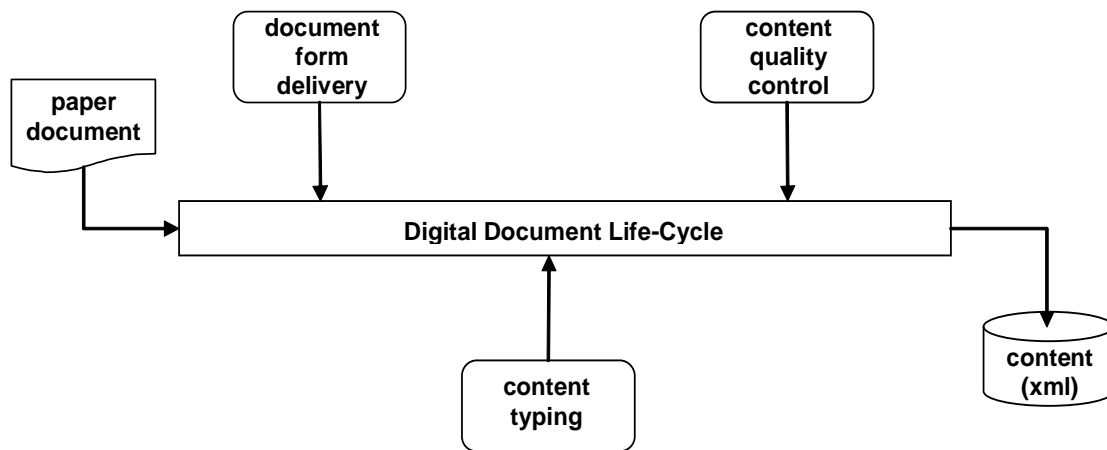 document
form
delivery
content
quality
control
paper
document
Digital Document Life-Cycle
content
(xml)
content
typing